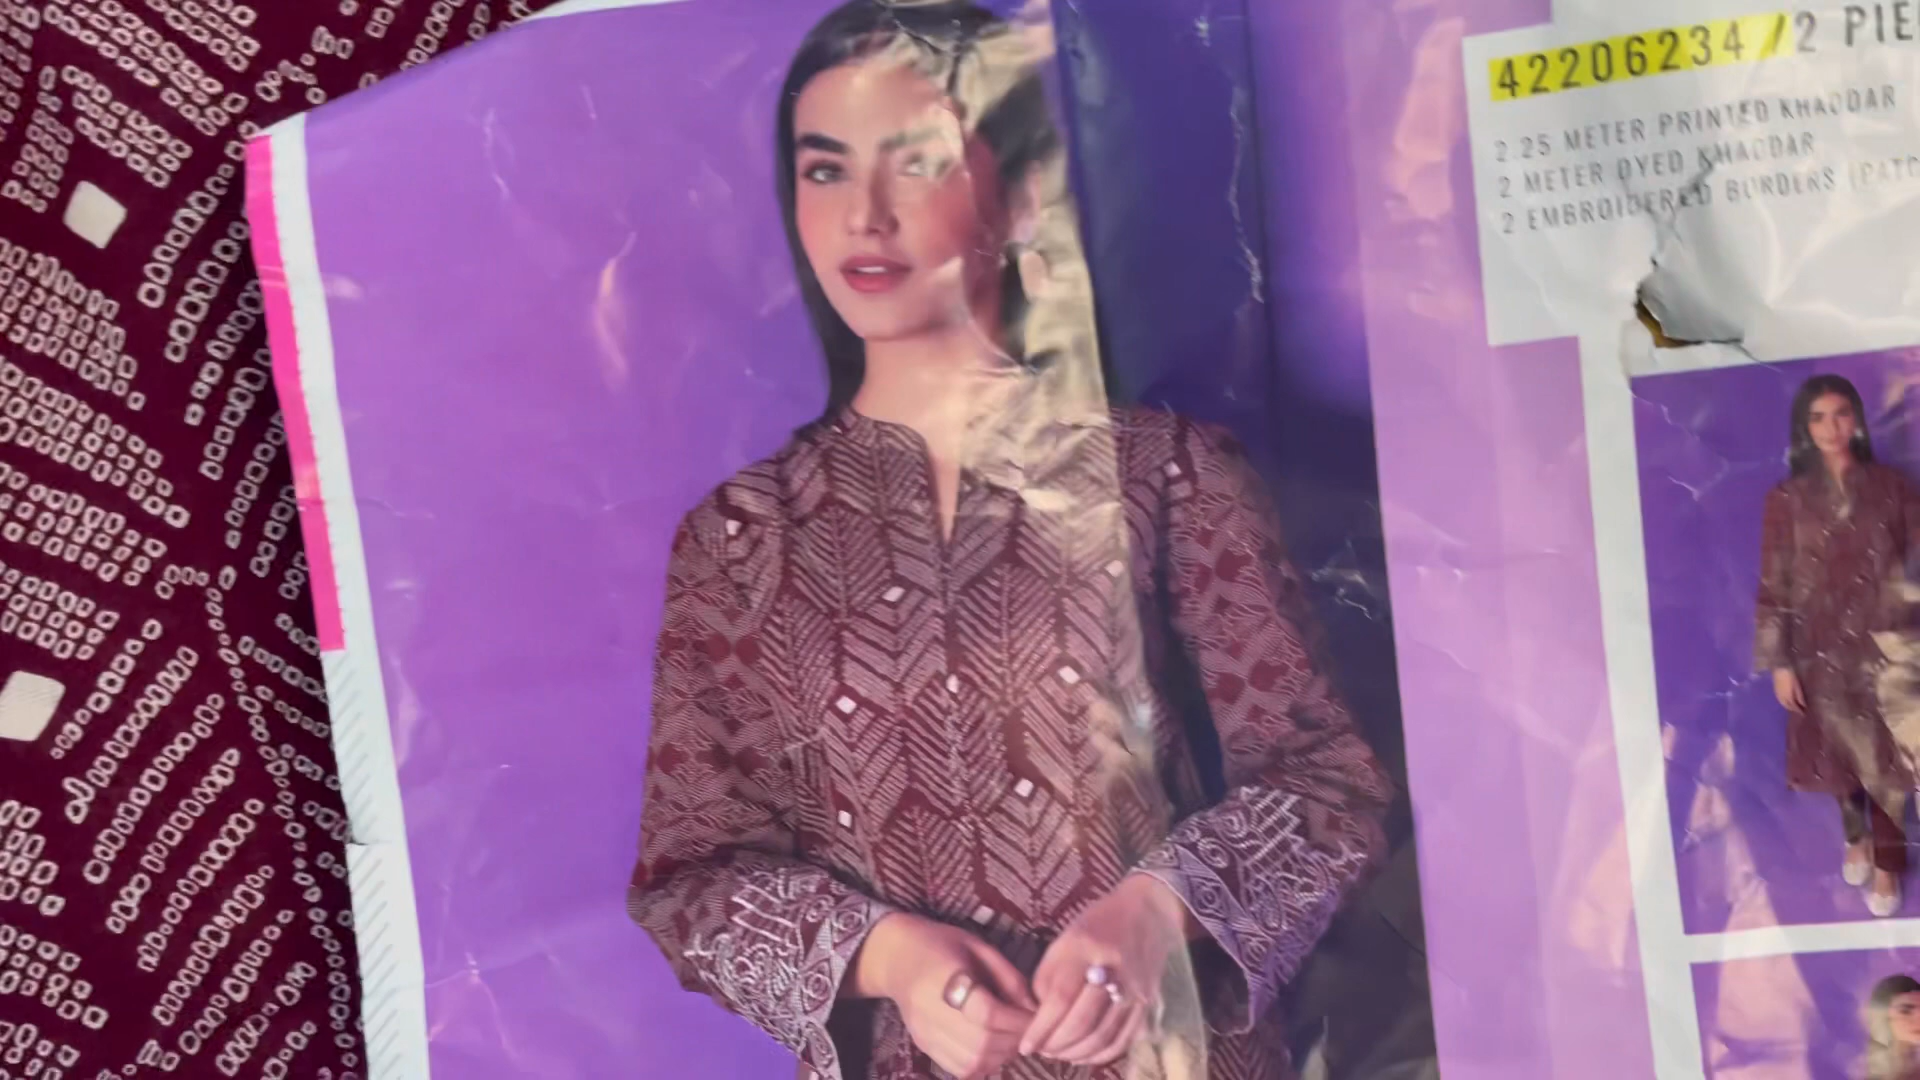 42206234 / 2 PIE
2.25 METER PRINTED KHADDAR
2 METER DYED KHADDAR
2 EMBROIDERED BORDERS (PATC